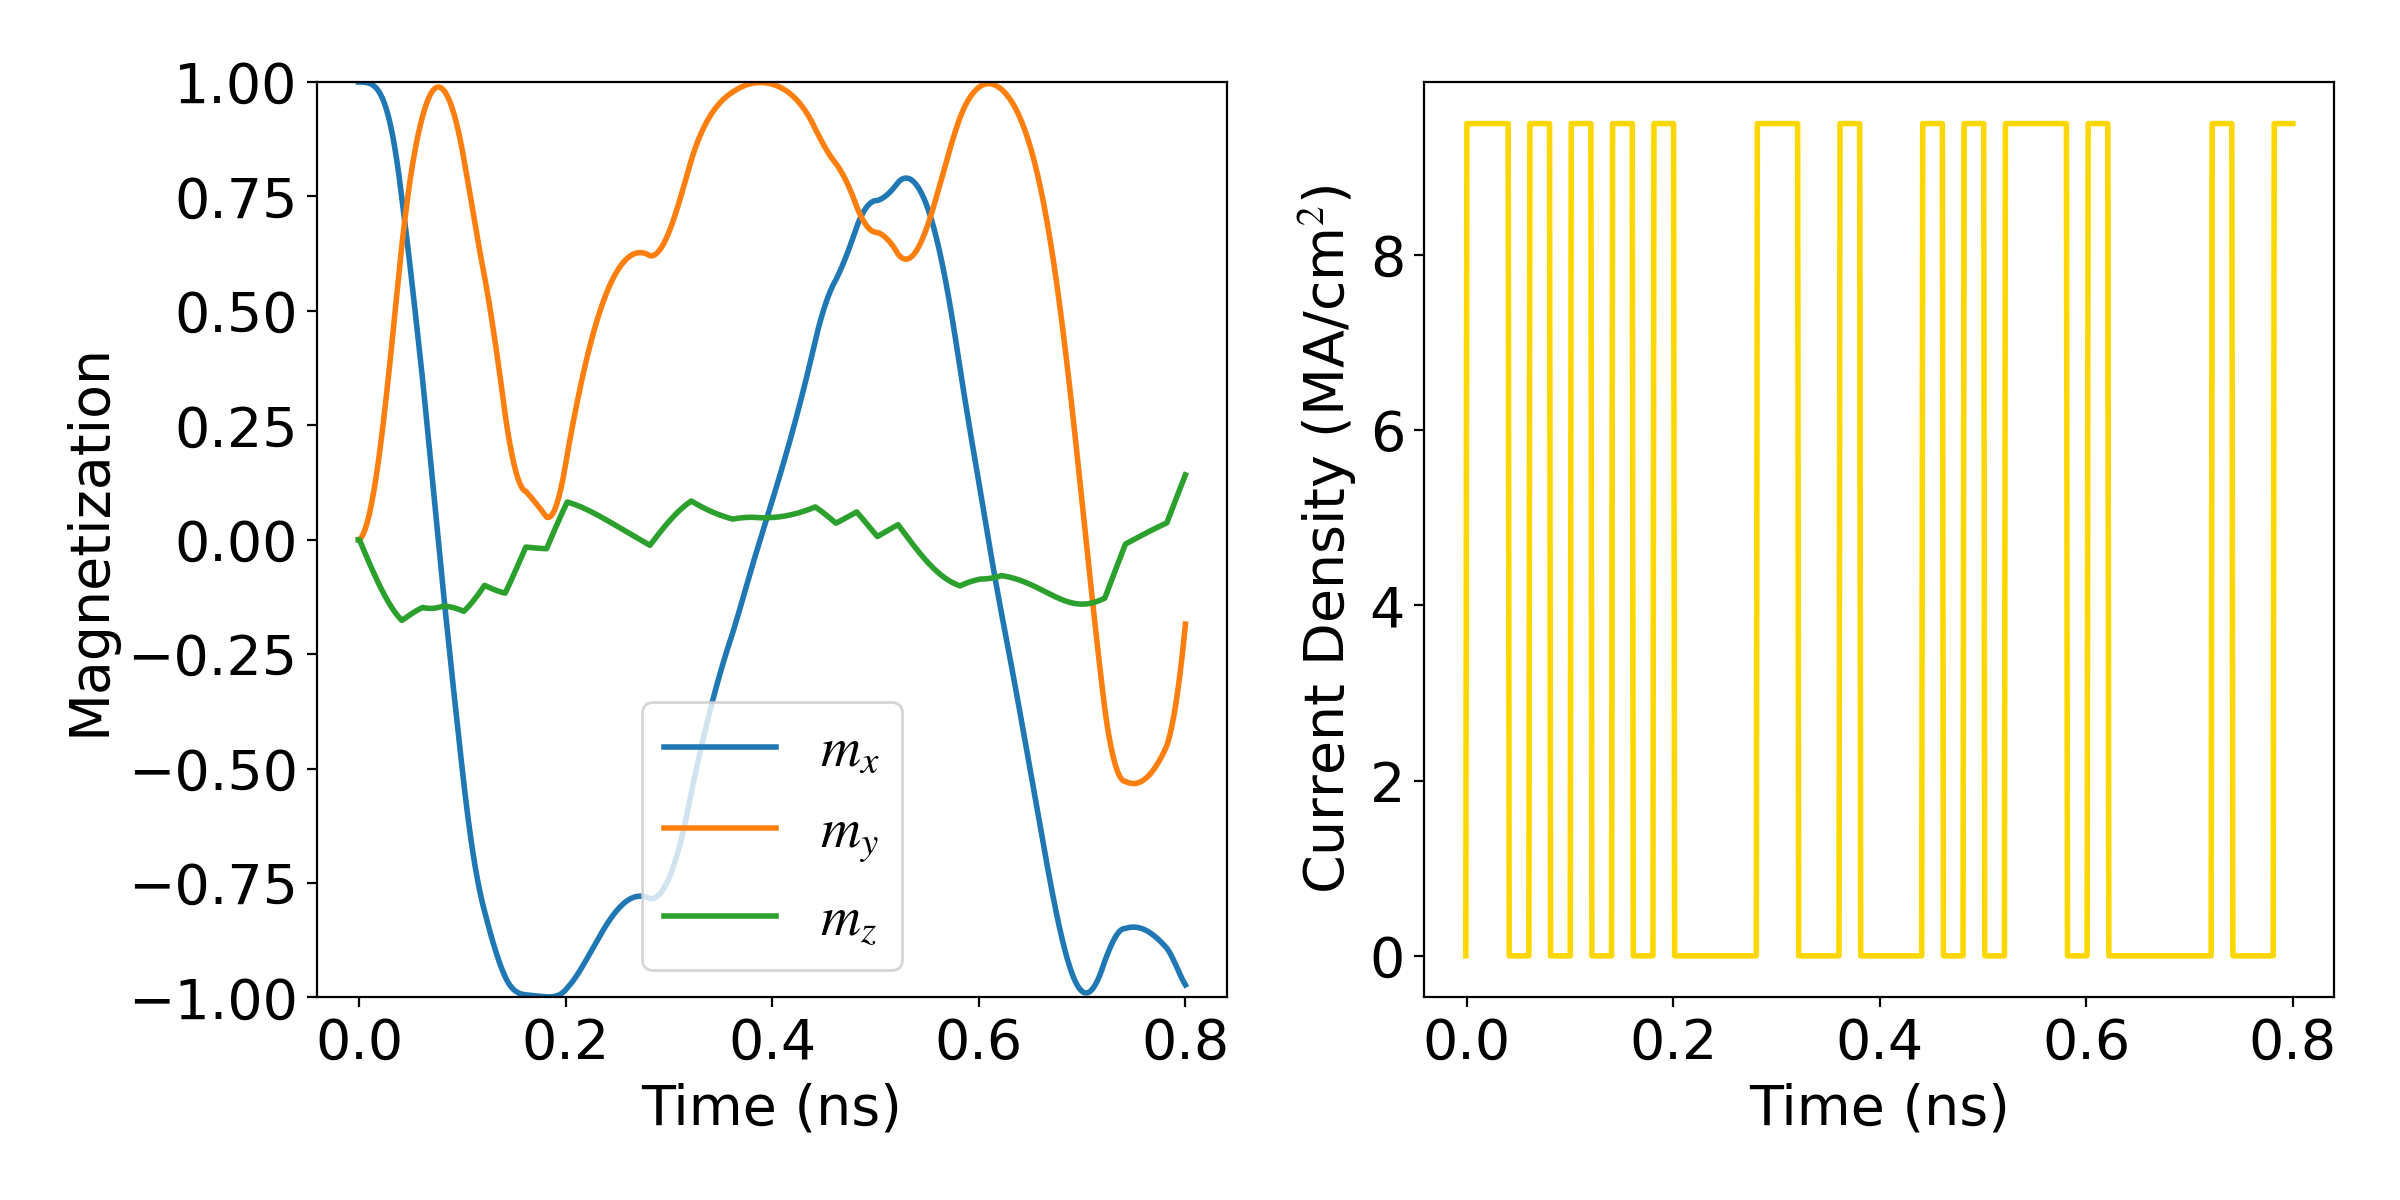 1.00
0.75
0.50
0.25
0.00
−0.25
−0.50
−0.75
−1.00
Magnetization
0.0 0.2 0.4 0.6 0.8
Time (ns)
m_x
m_y
m_z
8
6
4
2
0
Current Density (MA/cm²)
0.0 0.2 0.4 0.6 0.8
Time (ns)